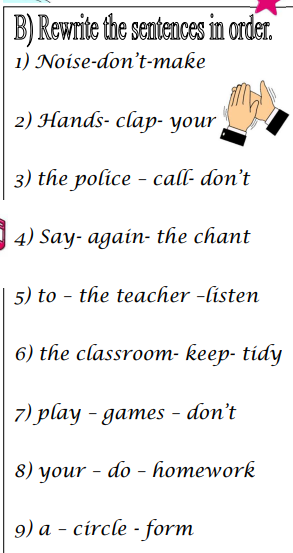 B) Rewrite the sentences in order.
1) Noise-don't-make
2) Hands- clap- your
3) the police – call- don't
4) Say- again- the chant
5) to – the teacher –listen
6) the classroom- keep- tidy
7) play – games – don't
8) your – do – homework
9) a – circle - form